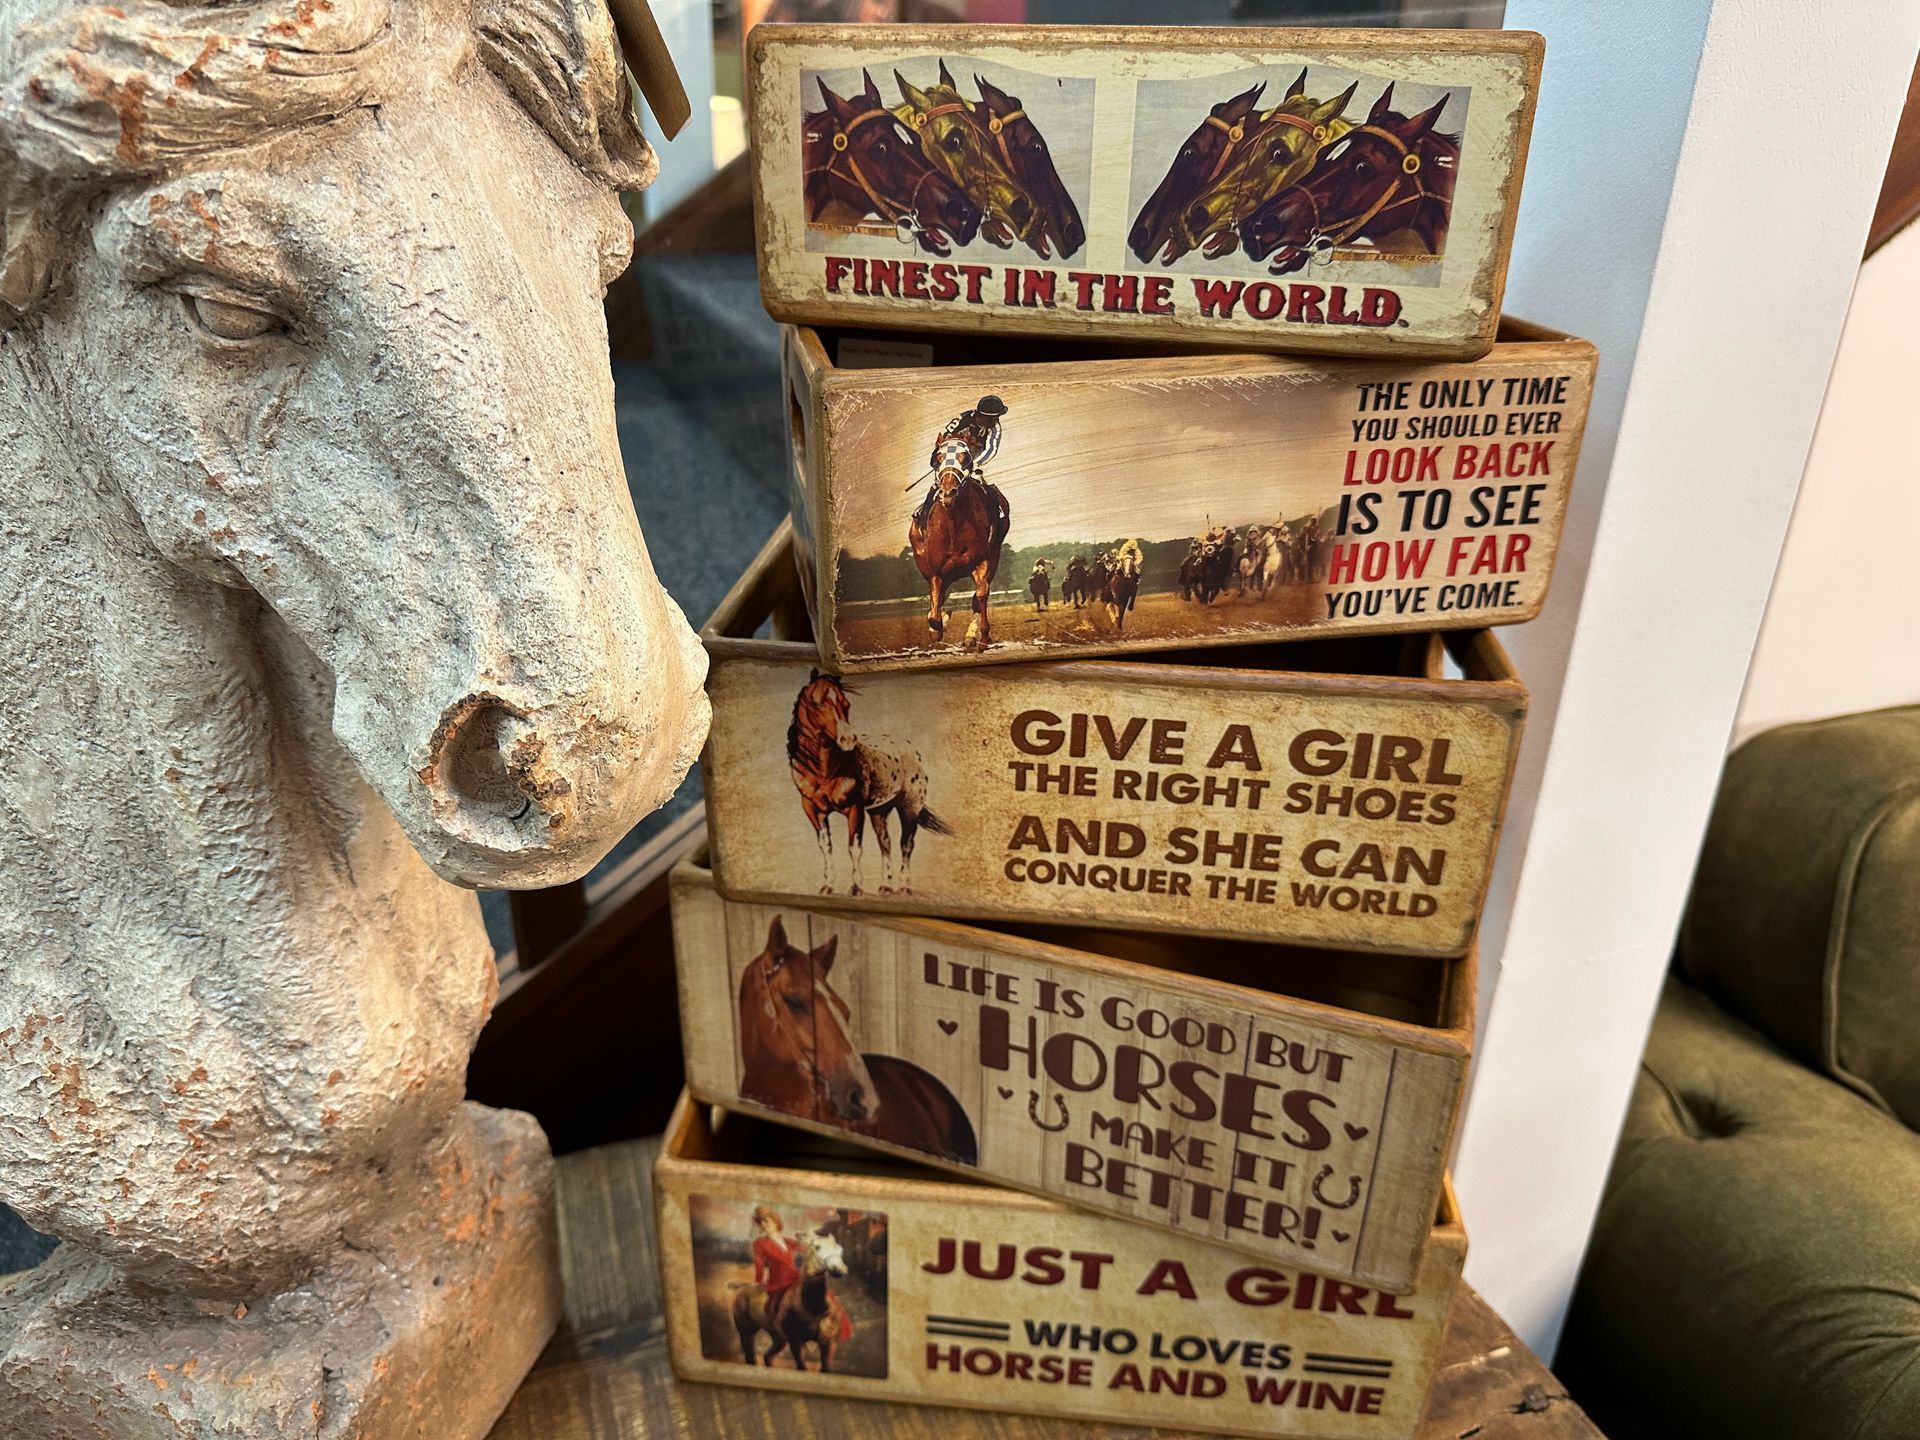 FINEST IN THE WORLD.
THE ONLY TIME
YOU SHOULD EVER
LOOK BACK
IS TO SEE
HOW FAR
YOU'VE COME.
GIVE A GIRL
THE RIGHT SHOES
AND SHE CAN
CONQUER THE WORLD
LIFE IS GOOD BUT
HORSES
MAKE IT
BETTER!
JUST A GIRL
WHO LOVES
HORSE AND WINE